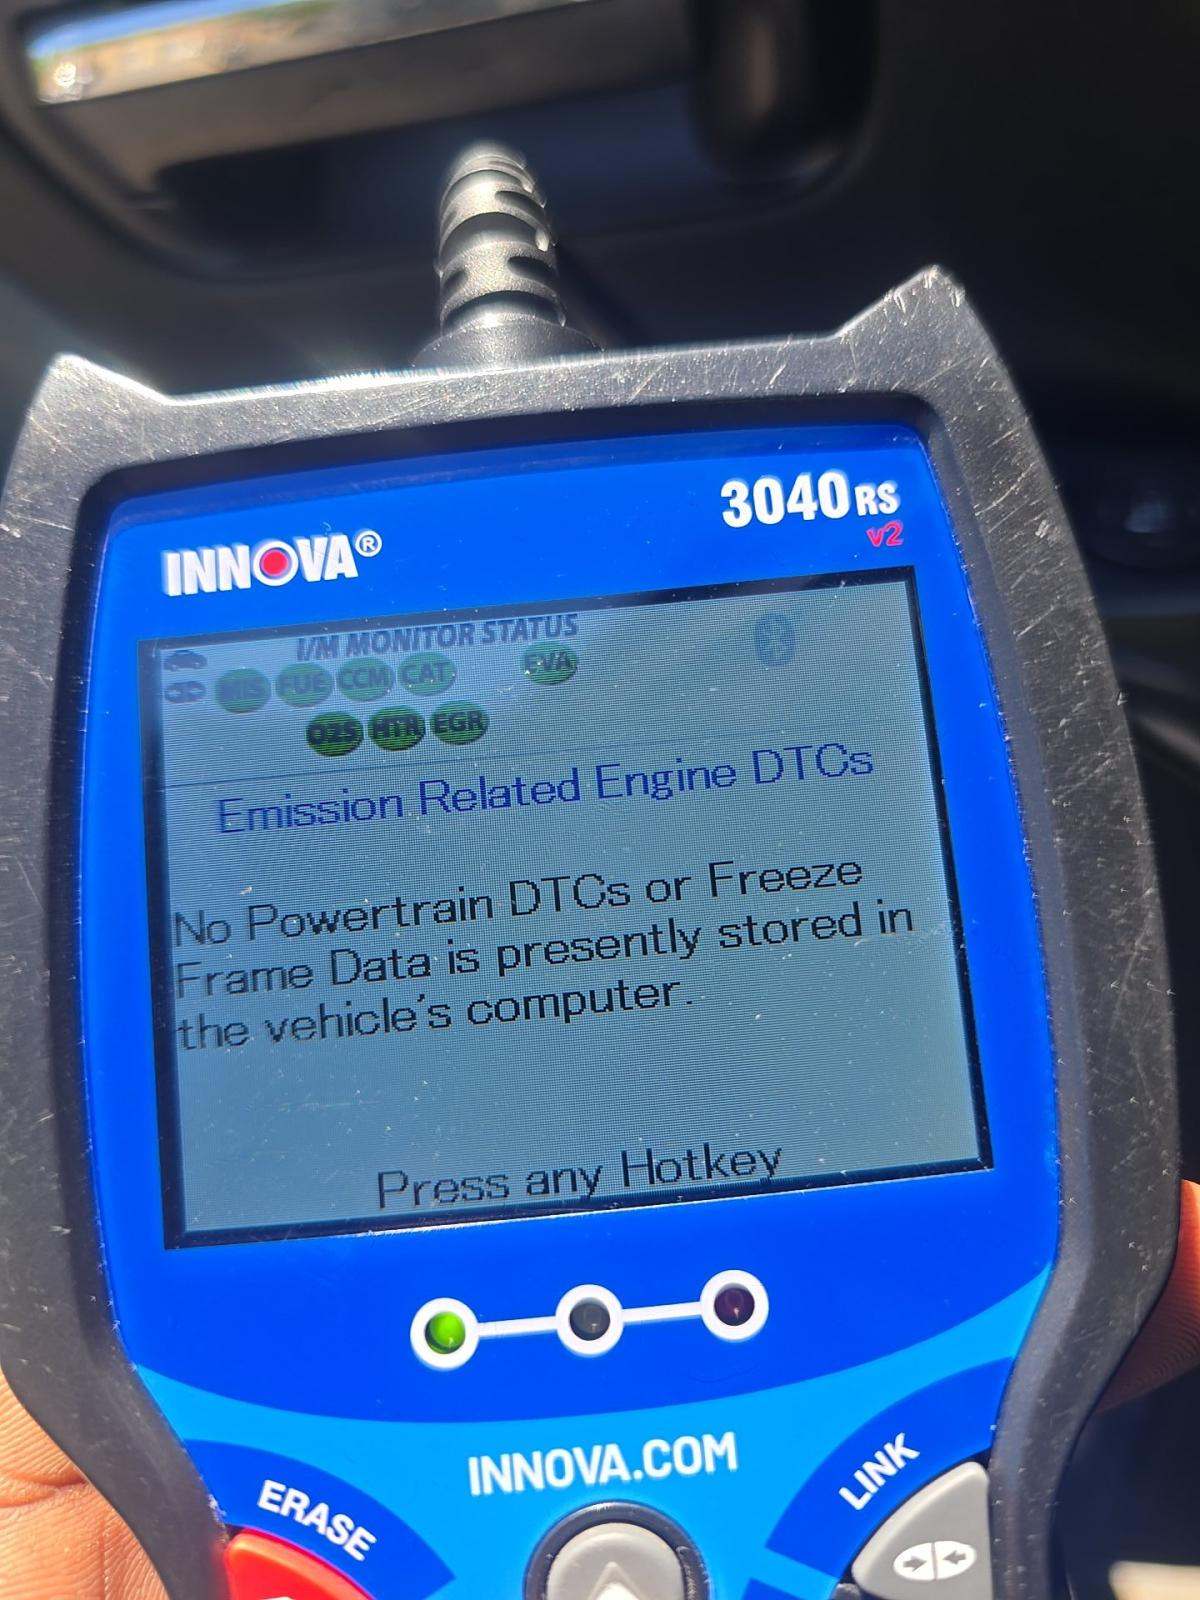 3040RS
v2
INNOVA®
I/M MONITOR STATUS
MIS FUE CCM CAT EVA
O2S HTR EGR
Emission Related Engine DTCs
No Powertrain DTCs or Freeze
Frame Data is presently stored in
the vehicle's computer.
Press any Hotkey
INNOVA.COM
ERASE
LINK